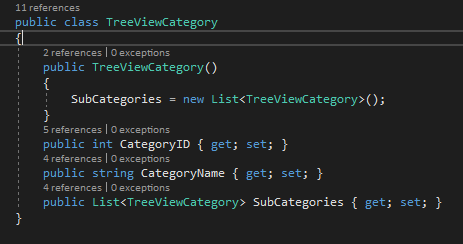 11 references
public class TreeViewCategory
{
2 references | 0 exceptions
public TreeViewCategory()
{
SubCategories = new List<TreeViewCategory>();
}
5 references | 0 exceptions
public int CategoryID { get; set; }
4 references | 0 exceptions
public string CategoryName { get; set; }
4 references | 0 exceptions
public List<TreeViewCategory> SubCategories { get; set; }
}